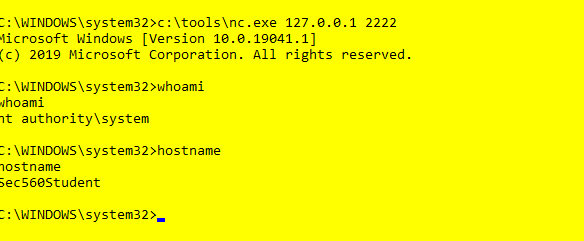 C:\WINDOWS\system32>c:\tools\nc.exe 127.0.0.1 2222
Microsoft Windows [Version 10.0.19041.1]
(c) 2019 Microsoft Corporation. All rights reserved.
C:\WINDOWS\system32>whoami
whoami
nt authority\system
C:\WINDOWS\system32>hostname
hostname
Sec560Student
C:\WINDOWS\system32>